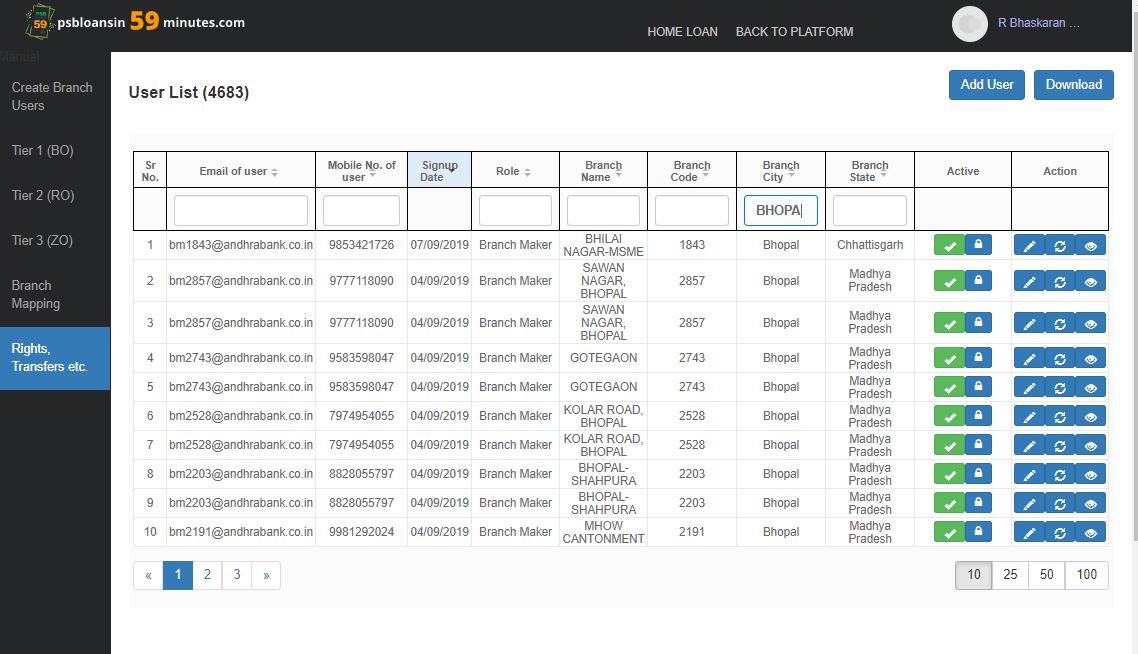 PSB
59
psbloansin 59 minutes.com
HOME LOAN BACK TO PLATFORM
R Bhaskaran ...
Manual
Create Branch
Users
Tier 1 (BO)
Tier 2 (RO)
Tier 3 (ZO)
Branch
Mapping
Rights,
Transfers etc.
User List (4683)
Add User Download
Sr No. Email of user Mobile No. of user Signup Date Role Branch Name Branch Code Branch City Branch State Active Action
BHOPA
1 bm1843@andhrabank.co.in 9853421726 07/09/2019 Branch Maker BHILAI NAGAR-MSME 1843 Bhopal Chhattisgarh
2 bm2857@andhrabank.co.in 9777118090 04/09/2019 Branch Maker SAWAN NAGAR, BHOPAL 2857 Bhopal Madhya Pradesh
3 bm2857@andhrabank.co.in 9777118090 04/09/2019 Branch Maker SAWAN NAGAR, BHOPAL 2857 Bhopal Madhya Pradesh
4 bm2743@andhrabank.co.in 9583598047 04/09/2019 Branch Maker GOTEGAON 2743 Bhopal Madhya Pradesh
5 bm2743@andhrabank.co.in 9583598047 04/09/2019 Branch Maker GOTEGAON 2743 Bhopal Madhya Pradesh
6 bm2528@andhrabank.co.in 7974954055 04/09/2019 Branch Maker KOLAR ROAD, BHOPAL 2528 Bhopal Madhya Pradesh
7 bm2528@andhrabank.co.in 7974954055 04/09/2019 Branch Maker KOLAR ROAD, BHOPAL 2528 Bhopal Madhya Pradesh
8 bm2203@andhrabank.co.in 8828055797 04/09/2019 Branch Maker BHOPAL-SHAHPURA 2203 Bhopal Madhya Pradesh
9 bm2203@andhrabank.co.in 8828055797 04/09/2019 Branch Maker BHOPAL-SHAHPURA 2203 Bhopal Madhya Pradesh
10 bm2191@andhrabank.co.in 9981292024 04/09/2019 Branch Maker MHOW CANTONMENT 2191 Bhopal Madhya Pradesh
« 1 2 3 » 10 25 50 100